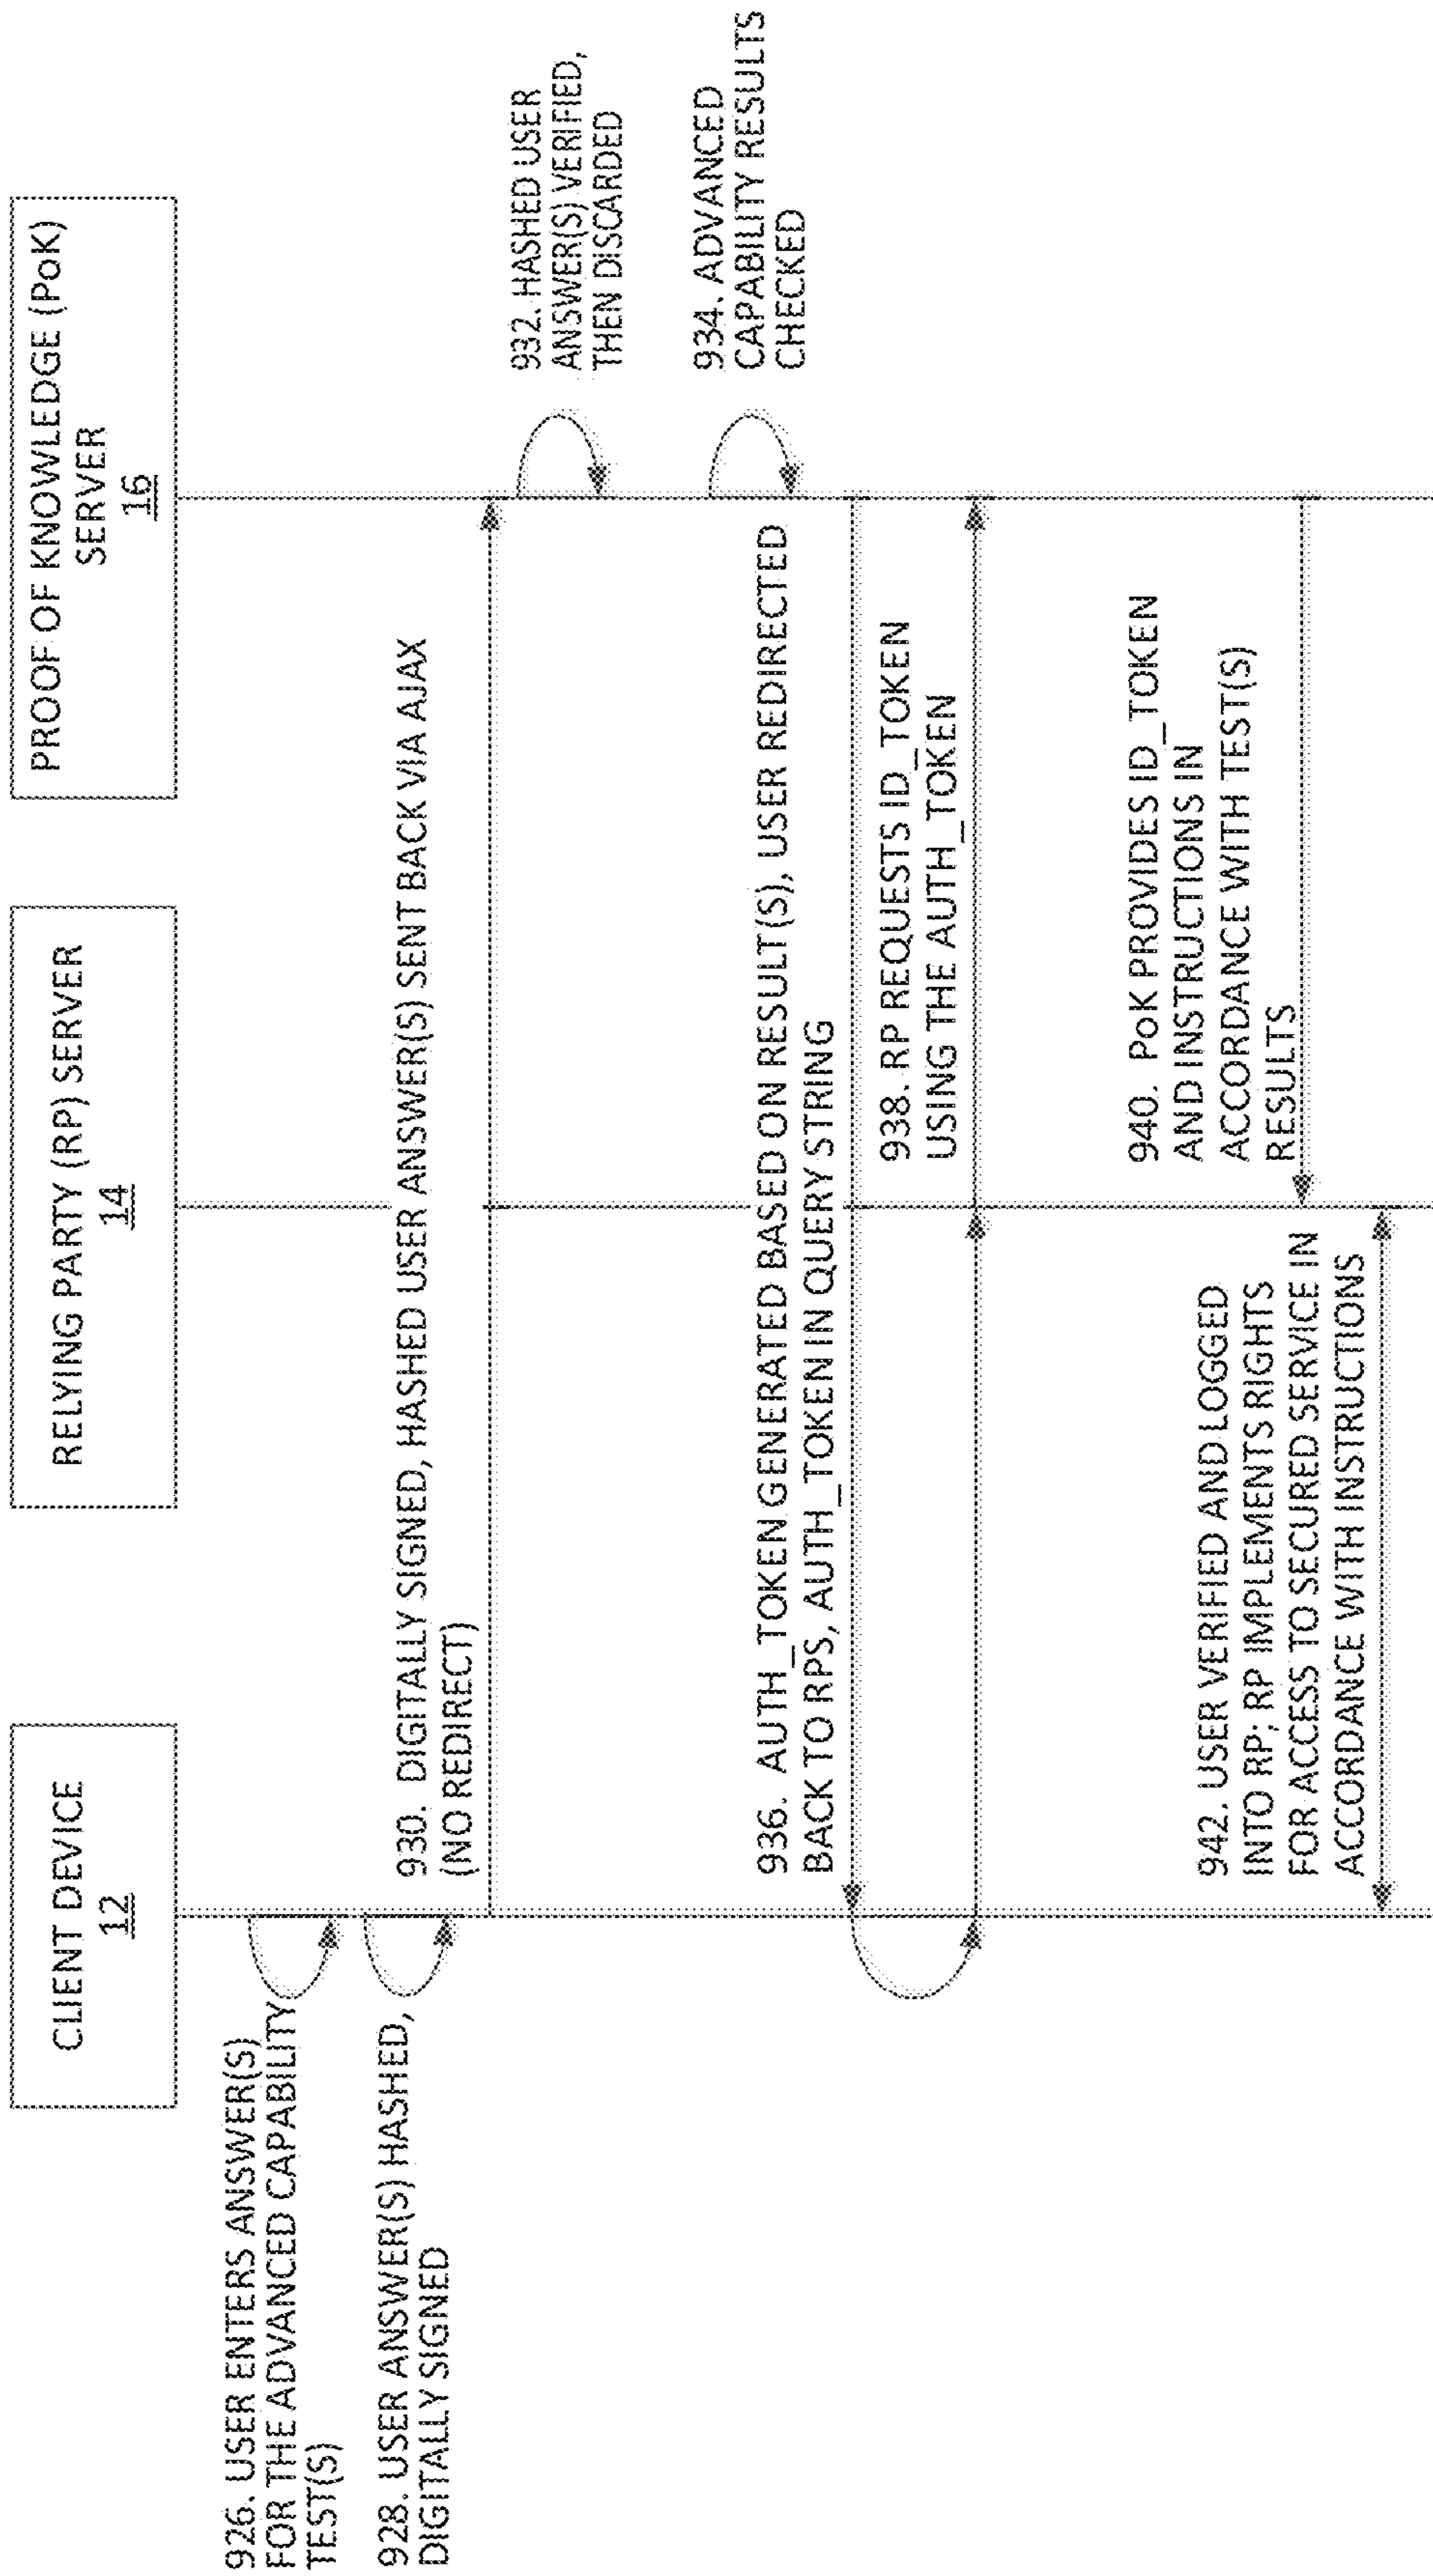 CLIENT DEVICE
12
RELYING PARTY (RP) SERVER
14
PROOF OF KNOWLEDGE (PoK)
SERVER
16
926. USER ENTERS ANSWER(S)
FOR THE ADVANCED CAPABILITY
TEST(S)
928. USER ANSWER(S) HASHED,
DIGITALLY SIGNED
930. DIGITALLY SIGNED, HASHED USER ANSWER(S) SENT BACK VIA AJAX
(NO REDIRECT)
932. HASHED USER
ANSWER(S) VERIFIED,
THEN DISCARDED
934. ADVANCED
CAPABILITY RESULTS
CHECKED
936. AUTH_TOKEN GENERATED BASED ON RESULT(S), USER REDIRECTED
BACK TO RPS, AUTH_TOKEN IN QUERY STRING
938. RP REQUESTS ID_TOKEN
USING THE AUTH_TOKEN
940. PoK PROVIDES ID_TOKEN
AND INSTRUCTIONS IN
ACCORDANCE WITH TEST(S)
RESULTS
942. USER VERIFIED AND LOGGED
INTO RP; RP IMPLEMENTS RIGHTS
FOR ACCESS TO SECURED SERVICE IN
ACCORDANCE WITH INSTRUCTIONS